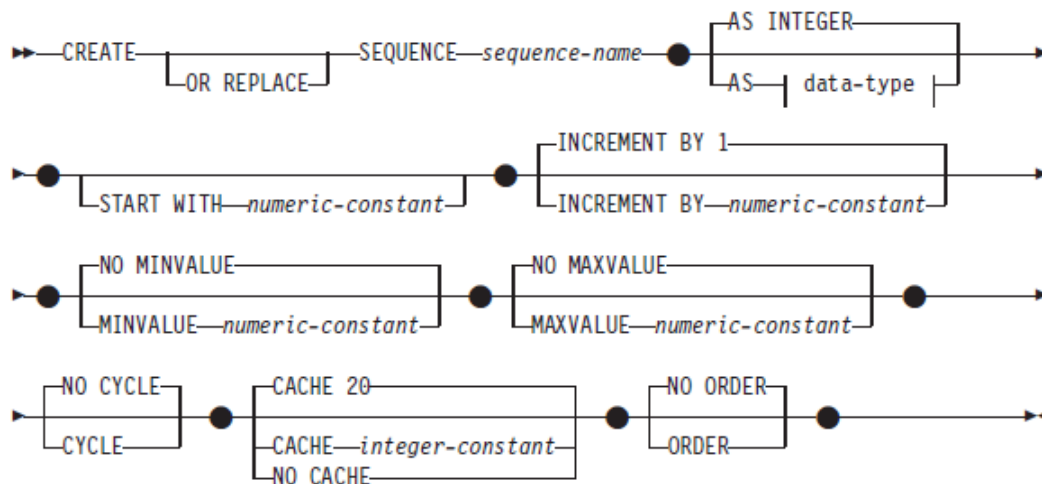 AS INTEGER
CREATE SEQUENCE sequence-name
OR REPLACE AS data-type
INCREMENT BY 1
START WITH numeric-constant INCREMENT BY numeric-constant
NO MINVALUE NO MAXVALUE
MINVALUE numeric-constant MAXVALUE numeric-constant
NO CYCLE CACHE 20 NO ORDER
CYCLE CACHE integer-constant ORDER
NO CACHE